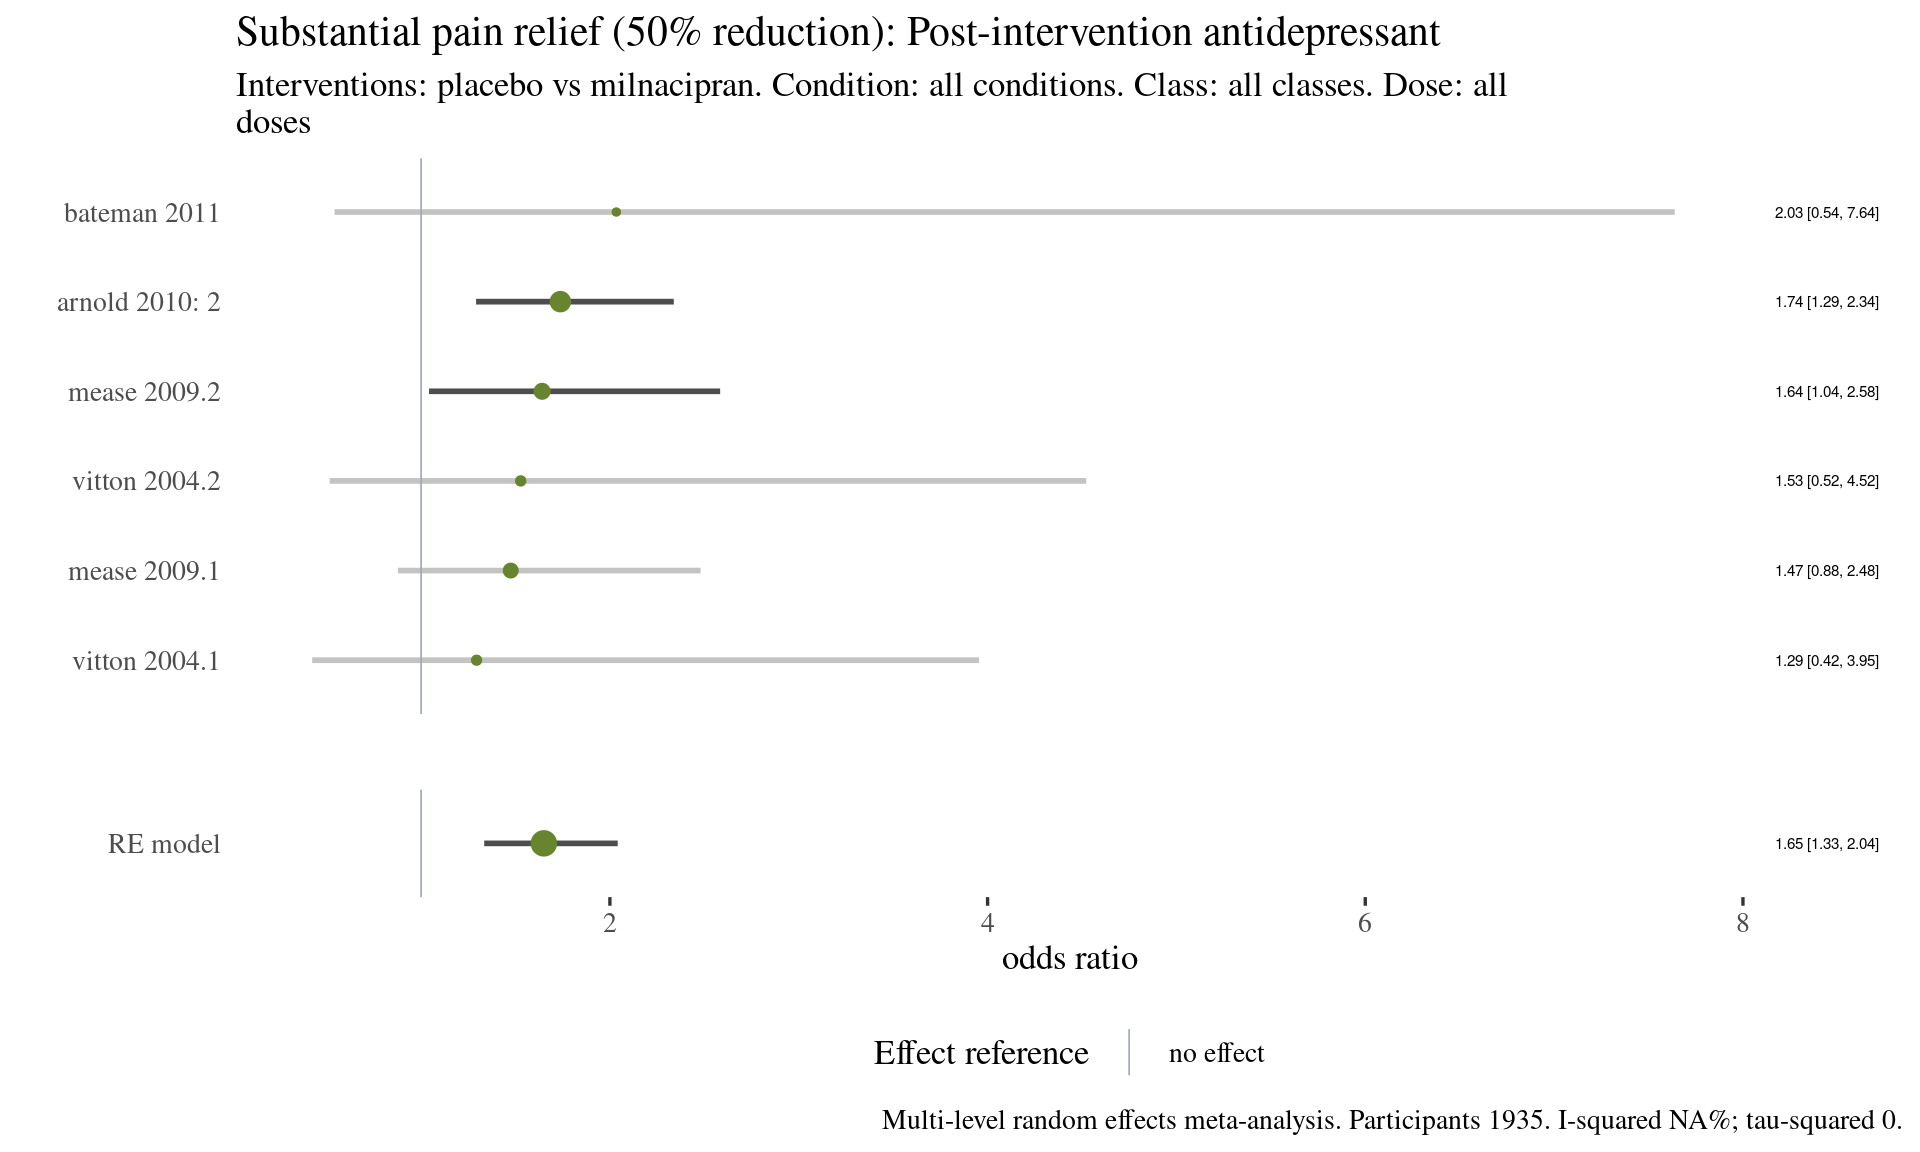 Substantial pain relief (50% reduction): Post-intervention antidepressant
Interventions: placebo vs milnacipran. Condition: all conditions. Class: all classes. Dose: all
doses
bateman 2011 2.03 [0.54, 7.64]
arnold 2010: 2 1.74 [1.29, 2.34]
mease 2009.2 1.64 [1.04, 2.58]
vitton 2004.2 1.53 [0.52, 4.52]
mease 2009.1 1.47 [0.88, 2.48]
vitton 2004.1 1.29 [0.42, 3.95]
RE model 1.65 [1.33, 2.04]
2 4 6 8
odds ratio
Effect reference no effect
Multi-level random effects meta-analysis. Participants 1935. I-squared NA%; tau-squared 0.